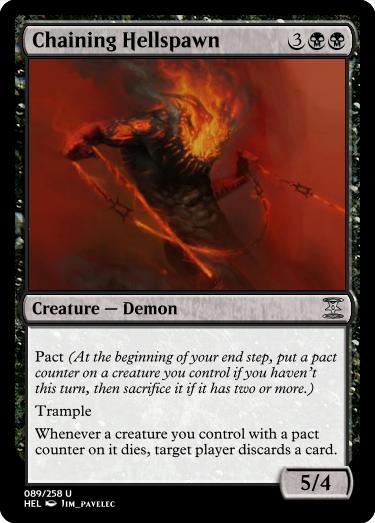 Chaining Hellspawn 3
Creature — Demon
Pact (At the beginning of your end step, put a pact
counter on a creature you control if you haven't
this turn, then sacrifice it if it has two or more.)
Trample
Whenever a creature you control with a pact
counter on it dies, target player discards a card.
5/4
089/258 U
HEL Jim_pavelec